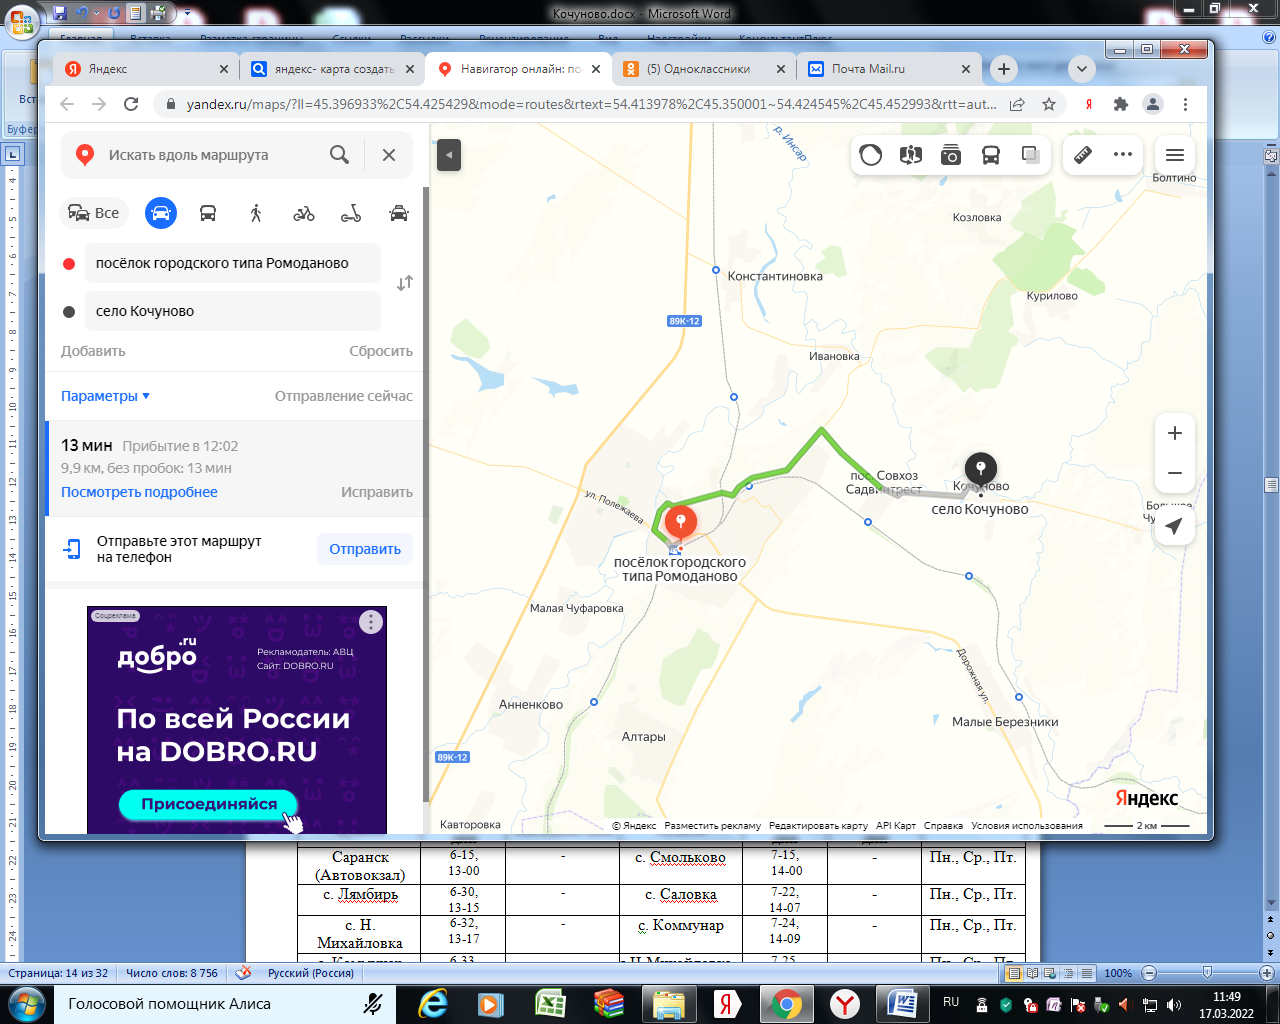 Кочуново.docx - Microsoft Word
Яндекс
яндекс- карта создать
Навигатор онлайн: по
(5) Одноклассники
Почта Mail.ru
yandex.ru/maps/?ll=45.396933%2C54.425429&mode=routes&rtext=54.413978%2C45.350001~54.424545%2C45.452993&rtt=aut...
Искать вдоль маршрута
Все
посёлок городского типа Ромоданово
село Кочуново
Добавить
Сбросить
Параметры
Отправление сейчас
13 мин Прибытие в 12:02
9,9 км, без пробок: 13 мин
Посмотреть подробнее
Исправить
Отправьте этот маршрут
на телефон
Отправить
Соцреклама
добро.ru
Рекламодатель: АВЦ
Сайт: DOBRO.RU
По всей России
на DOBRO.RU
Присоединяйся
р. Инсар
Болтино
Козловка
Константиновка
Курилово
89К-12
Ивановка
пос. Совхоз
Садвинтрест
Кочуново
село Кочуново
Большое
ул. Полежаева
посёлок городского
типа Ромоданово
Малая Чуфаровка
Дорожная ул.
Анненково
Малые Березники
Алтары
89К-12
Кавторовка
Яндекс
© Яндекс Разместить рекламу Редактировать карту API Карт Справка Условия использования 2 км
Саранск
(Автовокзал)
6-15,
13-00
-
с. Смольково
7-15,
14-00
-
Пн., Ср., Пт.
с. Лямбирь
6-30,
13-15
-
с. Саловка
7-22,
14-07
-
Пн., Ср., Пт.
с. Н.
Михайловка
6-32,
13-17
-
с. Коммунар
7-24,
14-09
-
Пн., Ср., Пт.
Страница: 14 из 32
Число слов: 8 756
Русский (Россия)
100%
Голосовой помощник Алиса
RU
11:49
17.03.2022